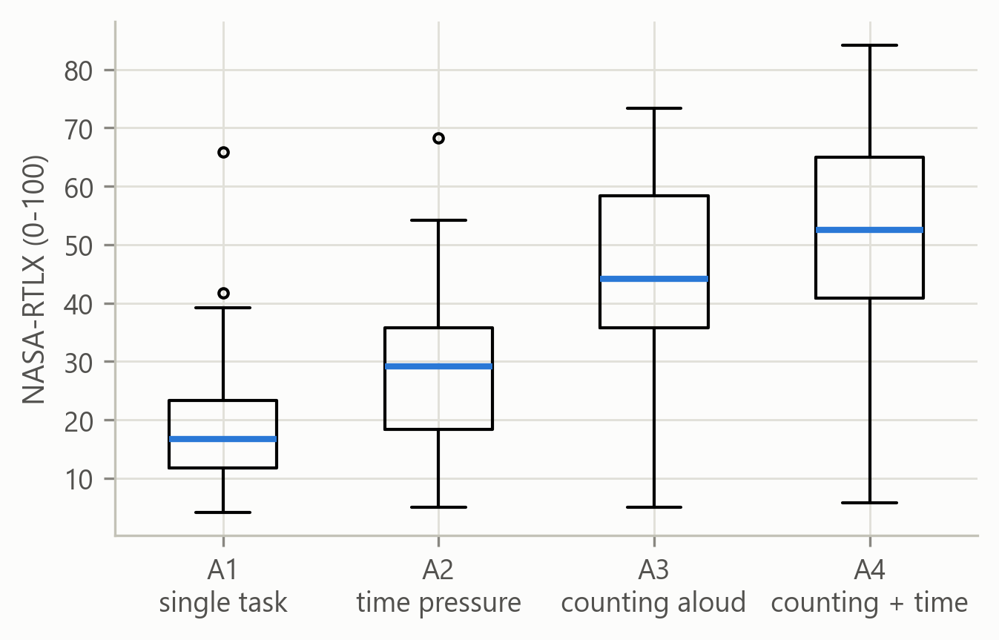 NASA-RTLX (0-100)
80
70
60
50
40
30
20
10
A1
single task
A2
time pressure
A3
counting aloud
A4
counting + time